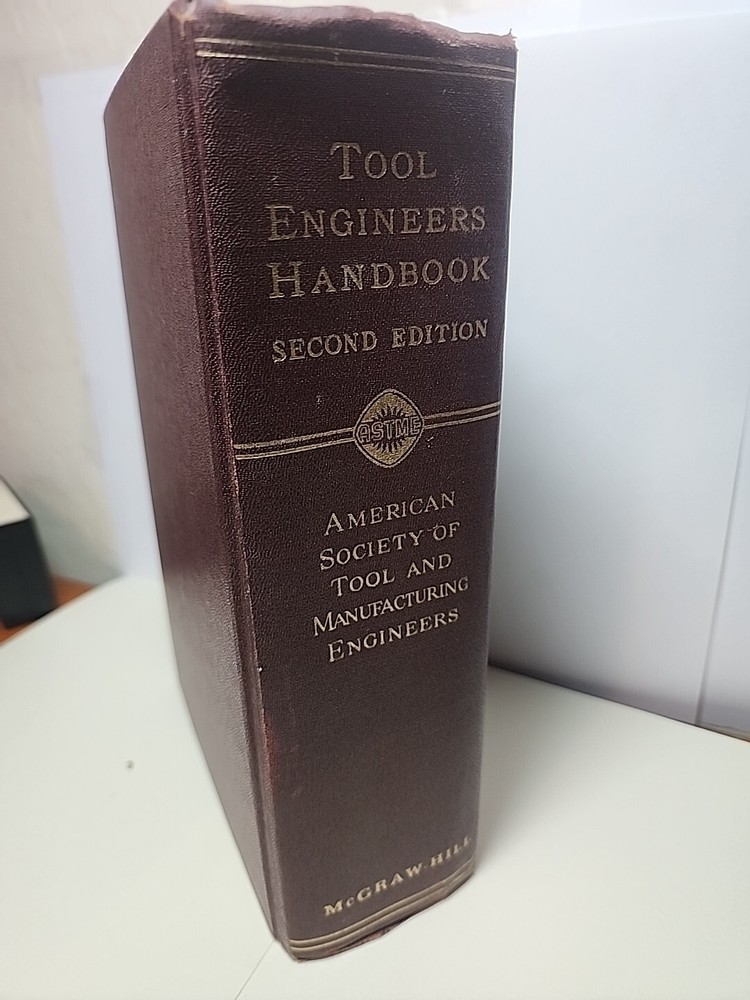 TOOL
ENGINEERS
HANDBOOK
SECOND EDITION
ASTME
AMERICAN
SOCIETY OF
TOOL AND
MANUFACTURING
ENGINEERS
McGRAW-HILL